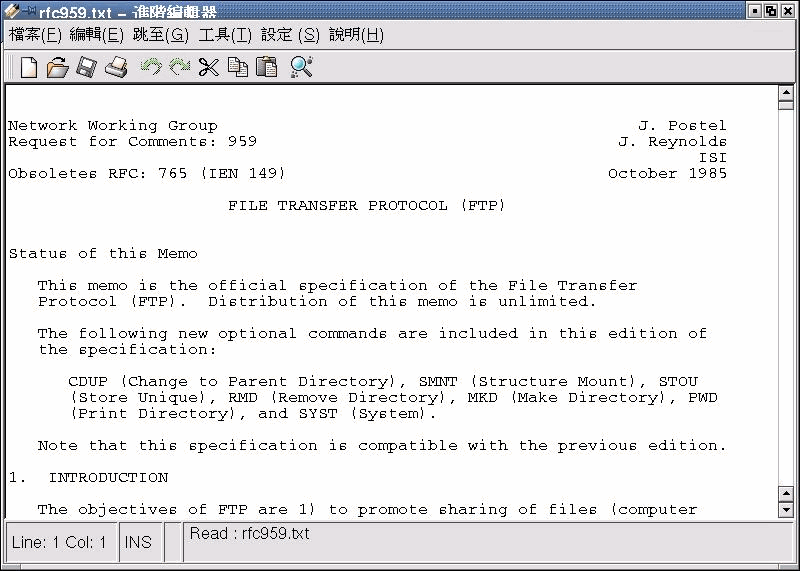 rfc959.txt – 進階編輯器
檔案(F) 編輯(E) 跳至(G) 工具(T) 設定 (S) 說明(H)
Network Working Group J. Postel
Request for Comments: 959 J. Reynolds
ISI
Obsoletes RFC: 765 (IEN 149) October 1985
FILE TRANSFER PROTOCOL (FTP)
Status of this Memo
This memo is the official specification of the File Transfer
Protocol (FTP). Distribution of this memo is unlimited.
The following new optional commands are included in this edition of
the specification:
CDUP (Change to Parent Directory), SMNT (Structure Mount), STOU
(Store Unique), RMD (Remove Directory), MKD (Make Directory), PWD
(Print Directory), and SYST (System).
Note that this specification is compatible with the previous edition.
1. INTRODUCTION
The objectives of FTP are 1) to promote sharing of files (computer
Line: 1 Col: 1 INS Read : rfc959.txt